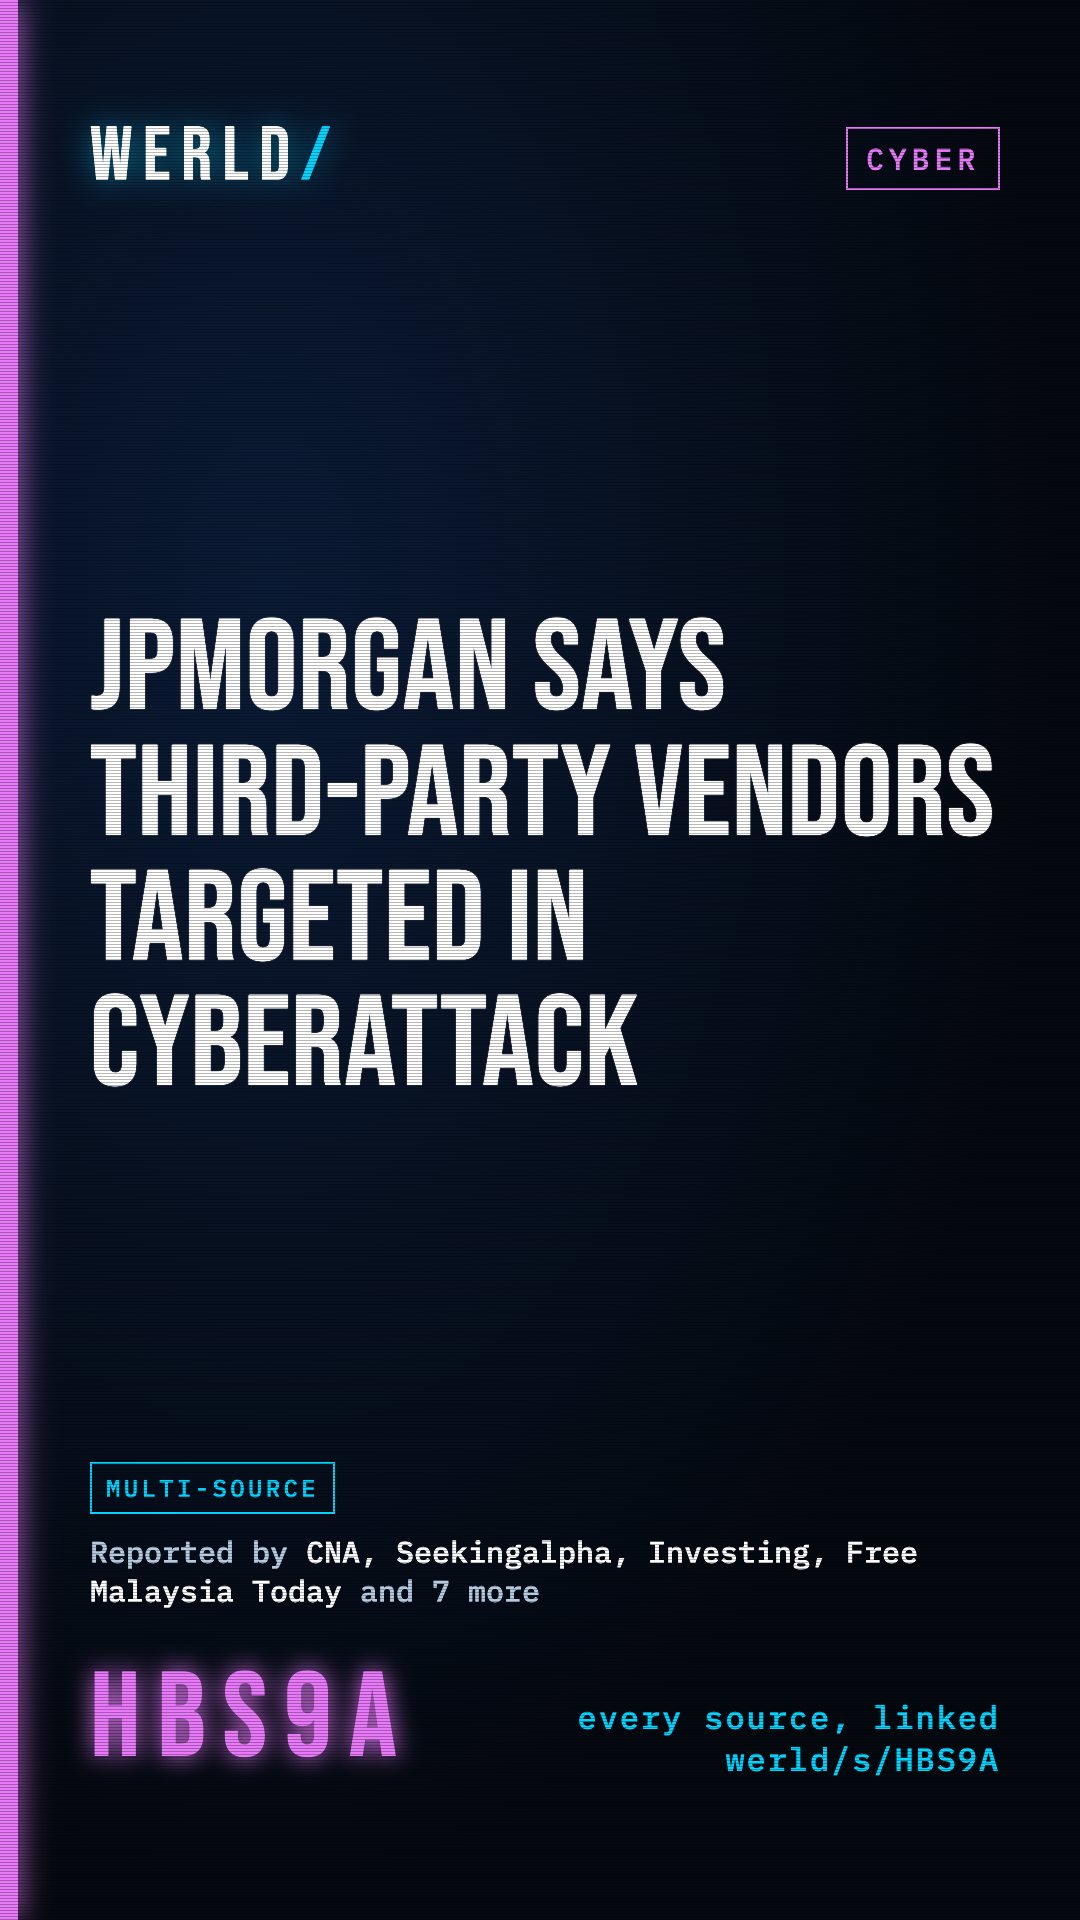 WERLD/
CYBER
JPMORGAN SAYS
THIRD-PARTY VENDORS
TARGETED IN
CYBERATTACK
MULTI-SOURCE
Reported by CNA, Seekingalpha, Investing, Free
Malaysia Today and 7 more
HBS9A
every source, linked
werld/s/HBS9A